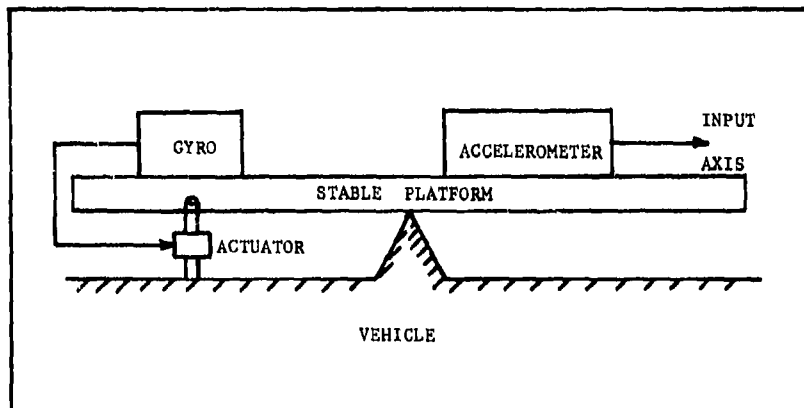 GYRO
ACCELEROMETER
INPUT
AXIS
STABLE PLATFORM
ACTUATOR
VEHICLE